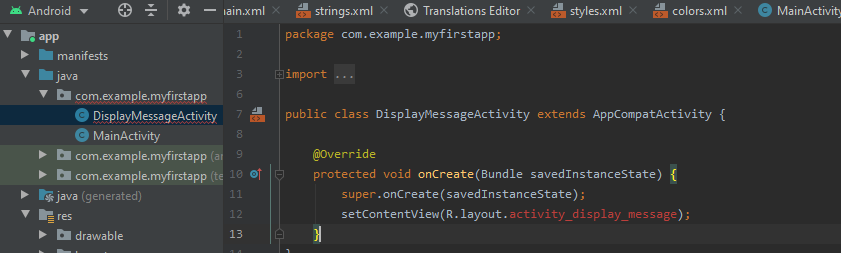 Android
ain.xml
strings.xml
Translations Editor
styles.xml
colors.xml
MainActivity
app
manifests
java
com.example.myfirstapp
DisplayMessageActivity
MainActivity
com.example.myfirstapp (ar
com.example.myfirstapp (te
java (generated)
res
drawable
1 package com.example.myfirstapp;
2
3 import ...
6
7 public class DisplayMessageActivity extends AppCompatActivity {
8
9 @Override
10 protected void onCreate(Bundle savedInstanceState) {
11 super.onCreate(savedInstanceState);
12 setContentView(R.layout.activity_display_message);
13 }